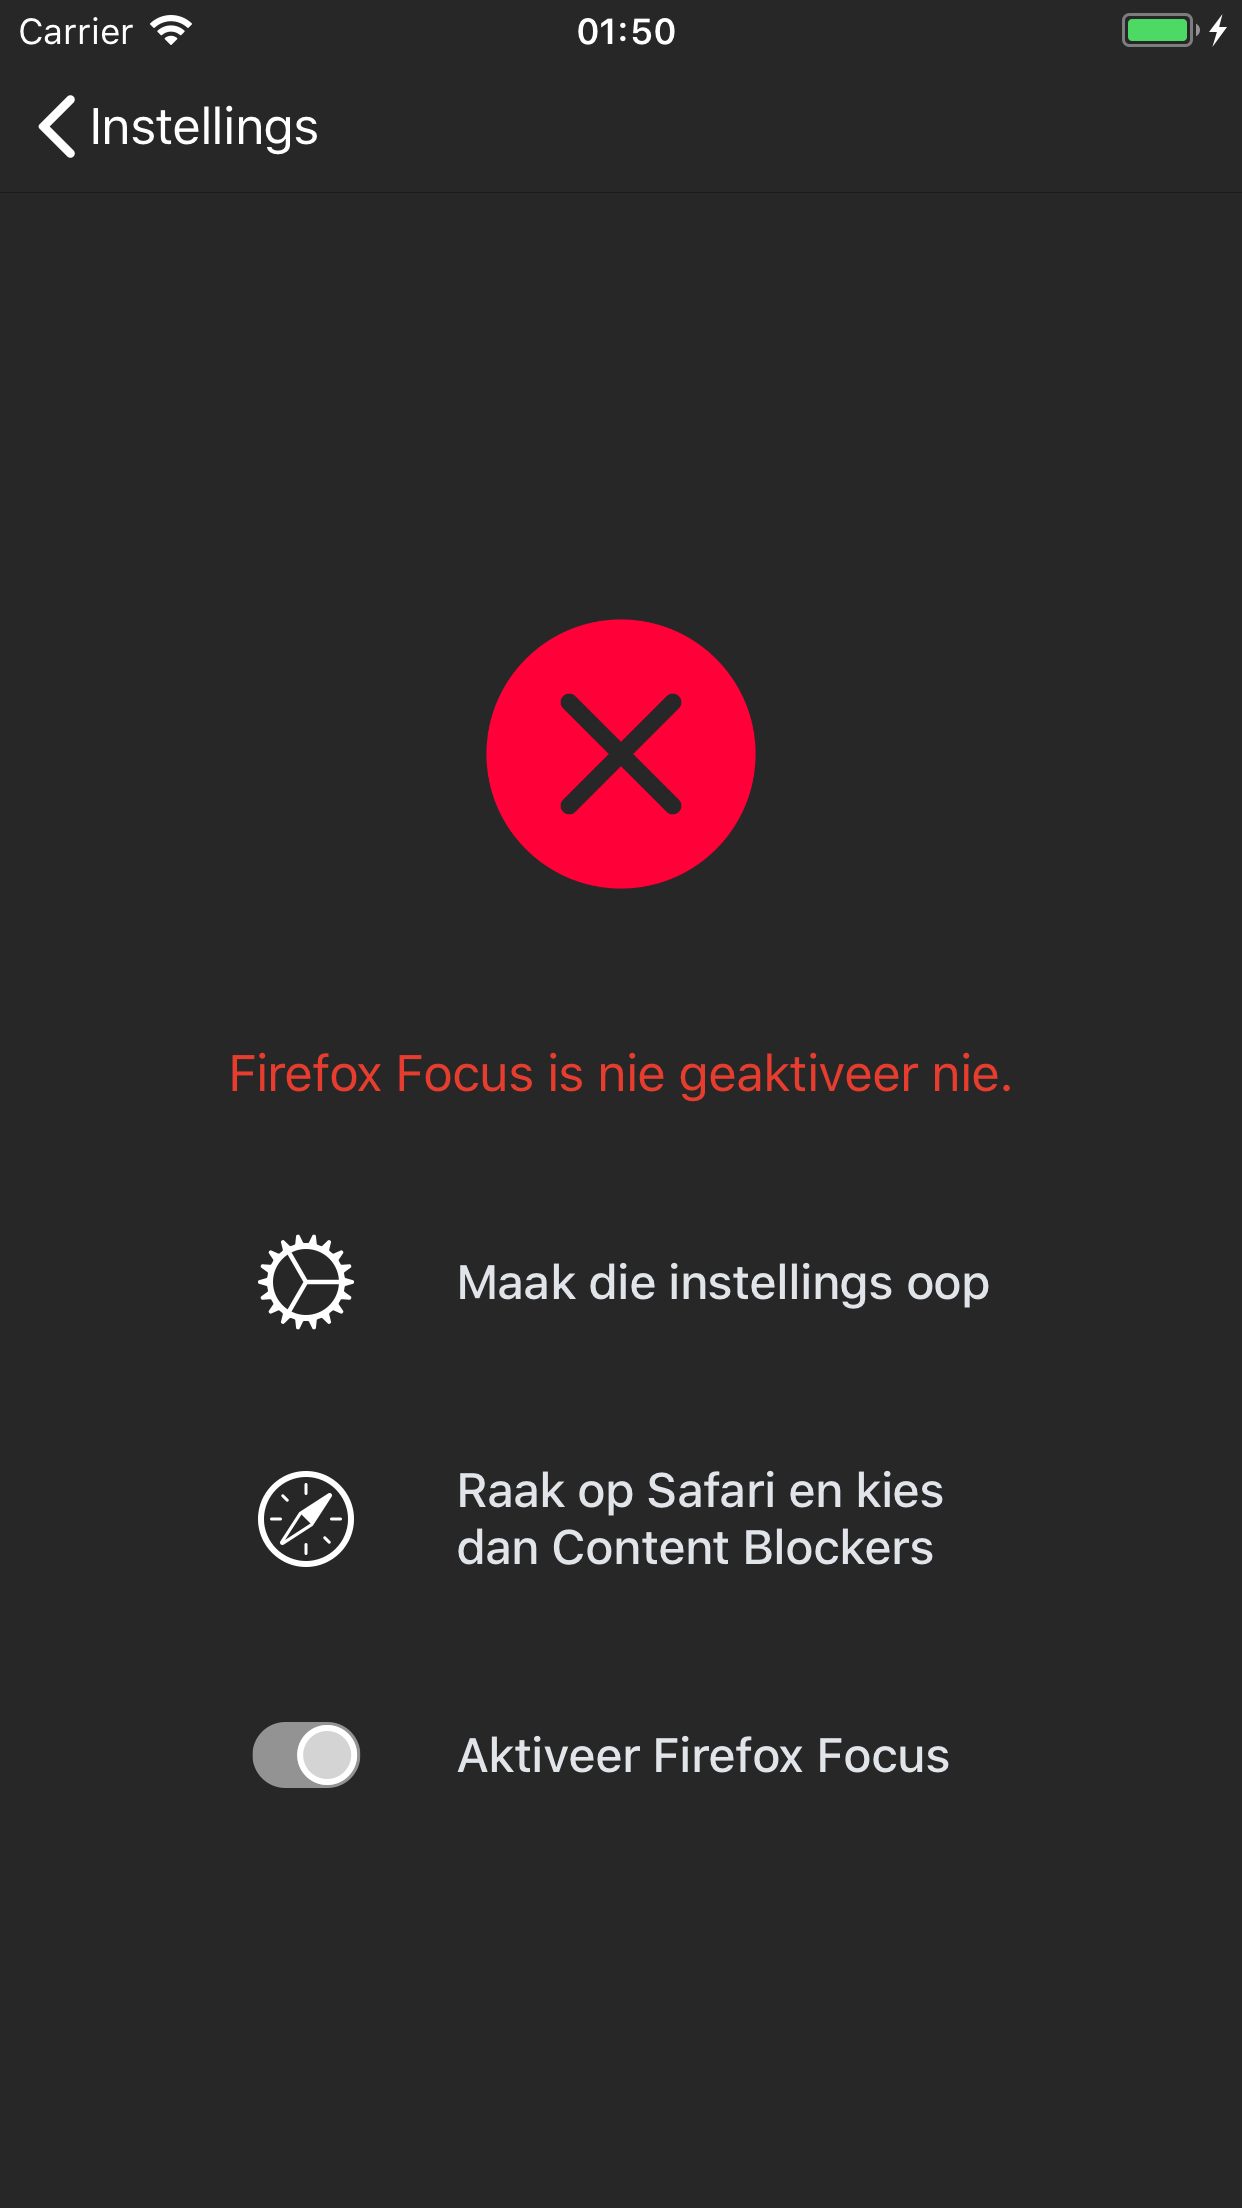 Carrier
01:50
Instellings
Firefox Focus is nie geaktiveer nie.
Maak die instellings oop
Raak op Safari en kies
dan Content Blockers
Aktiveer Firefox Focus